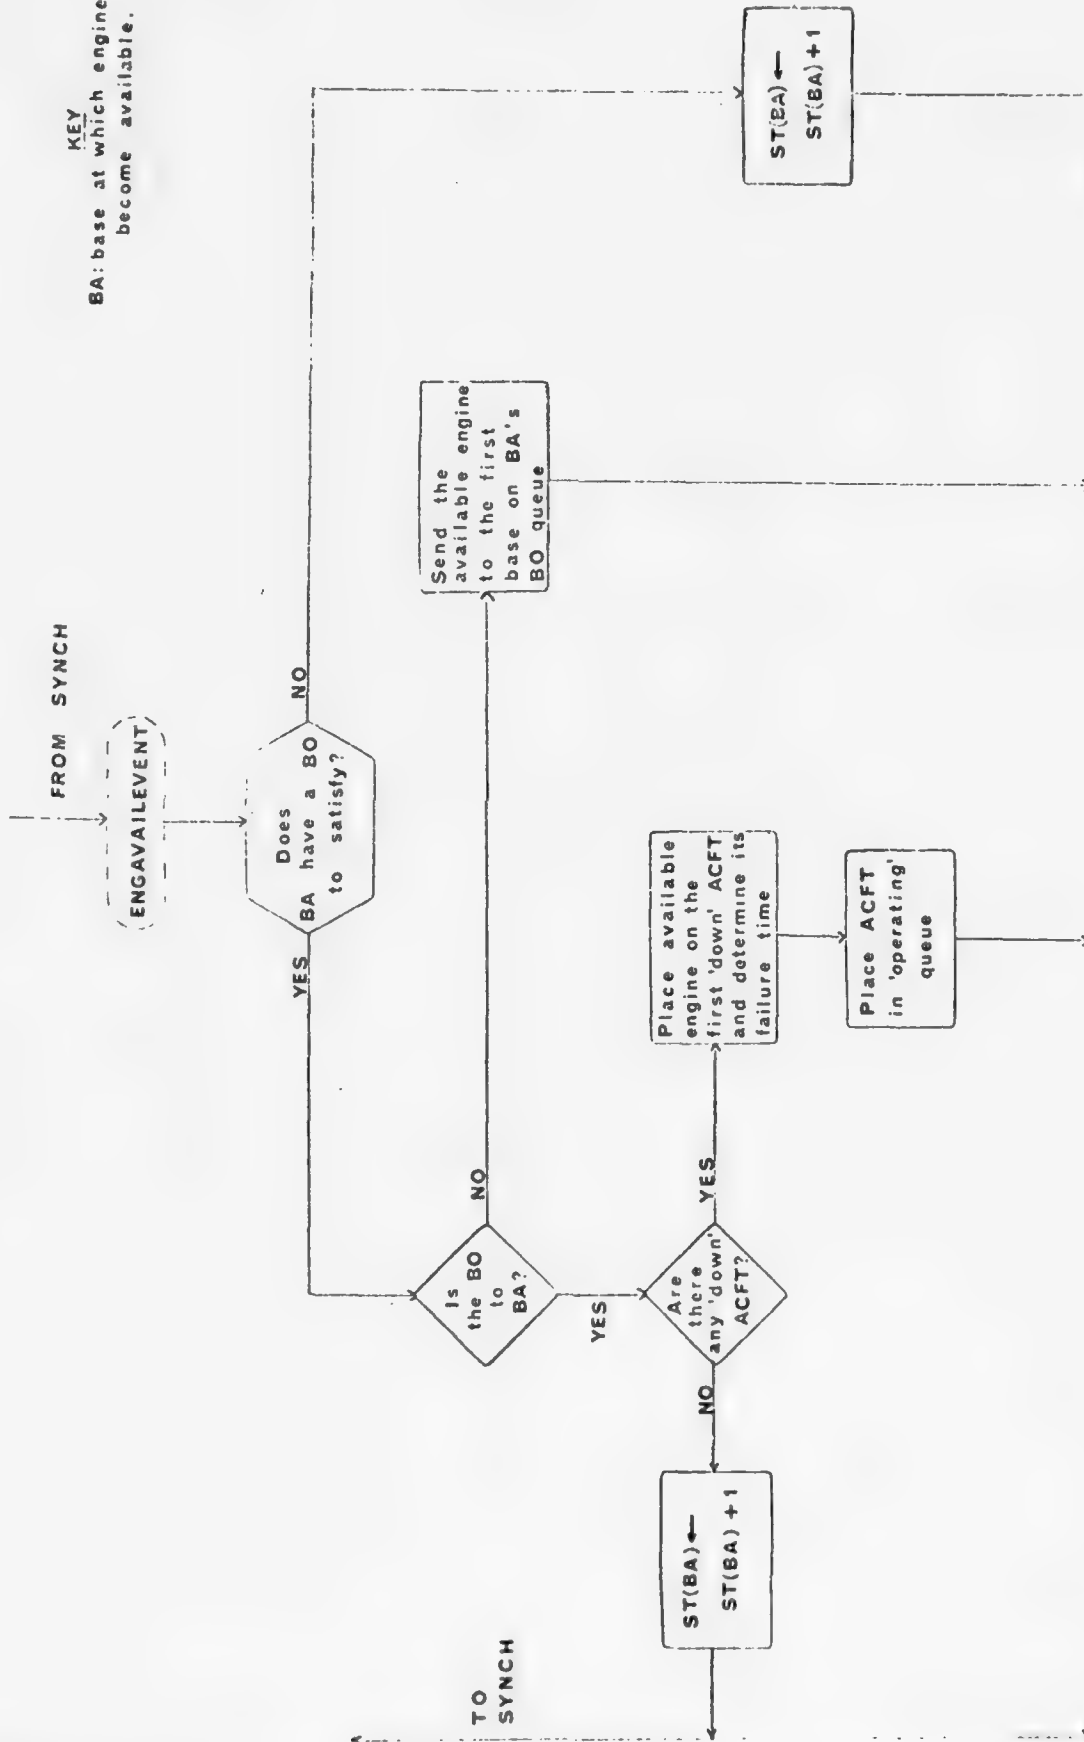 KEY
BA: base at which engine
become available.
FROM SYNCH
ENGAVAILEVENT
Does
BA have a BO
to satisfy?
YES
NO
ST(BA)←
ST(BA)+1
Is
the BO
to
BA?
NO
YES
Send the
available engine
to the first
base on BA's
BO queue
Are
there
any 'down'
ACFT?
NO
YES
Place available
engine on the
first 'down' ACFT
and determine its
failure time
Place ACFT
in 'operating'
queue
ST(BA)←
ST(BA)+1
TO
SYNCH